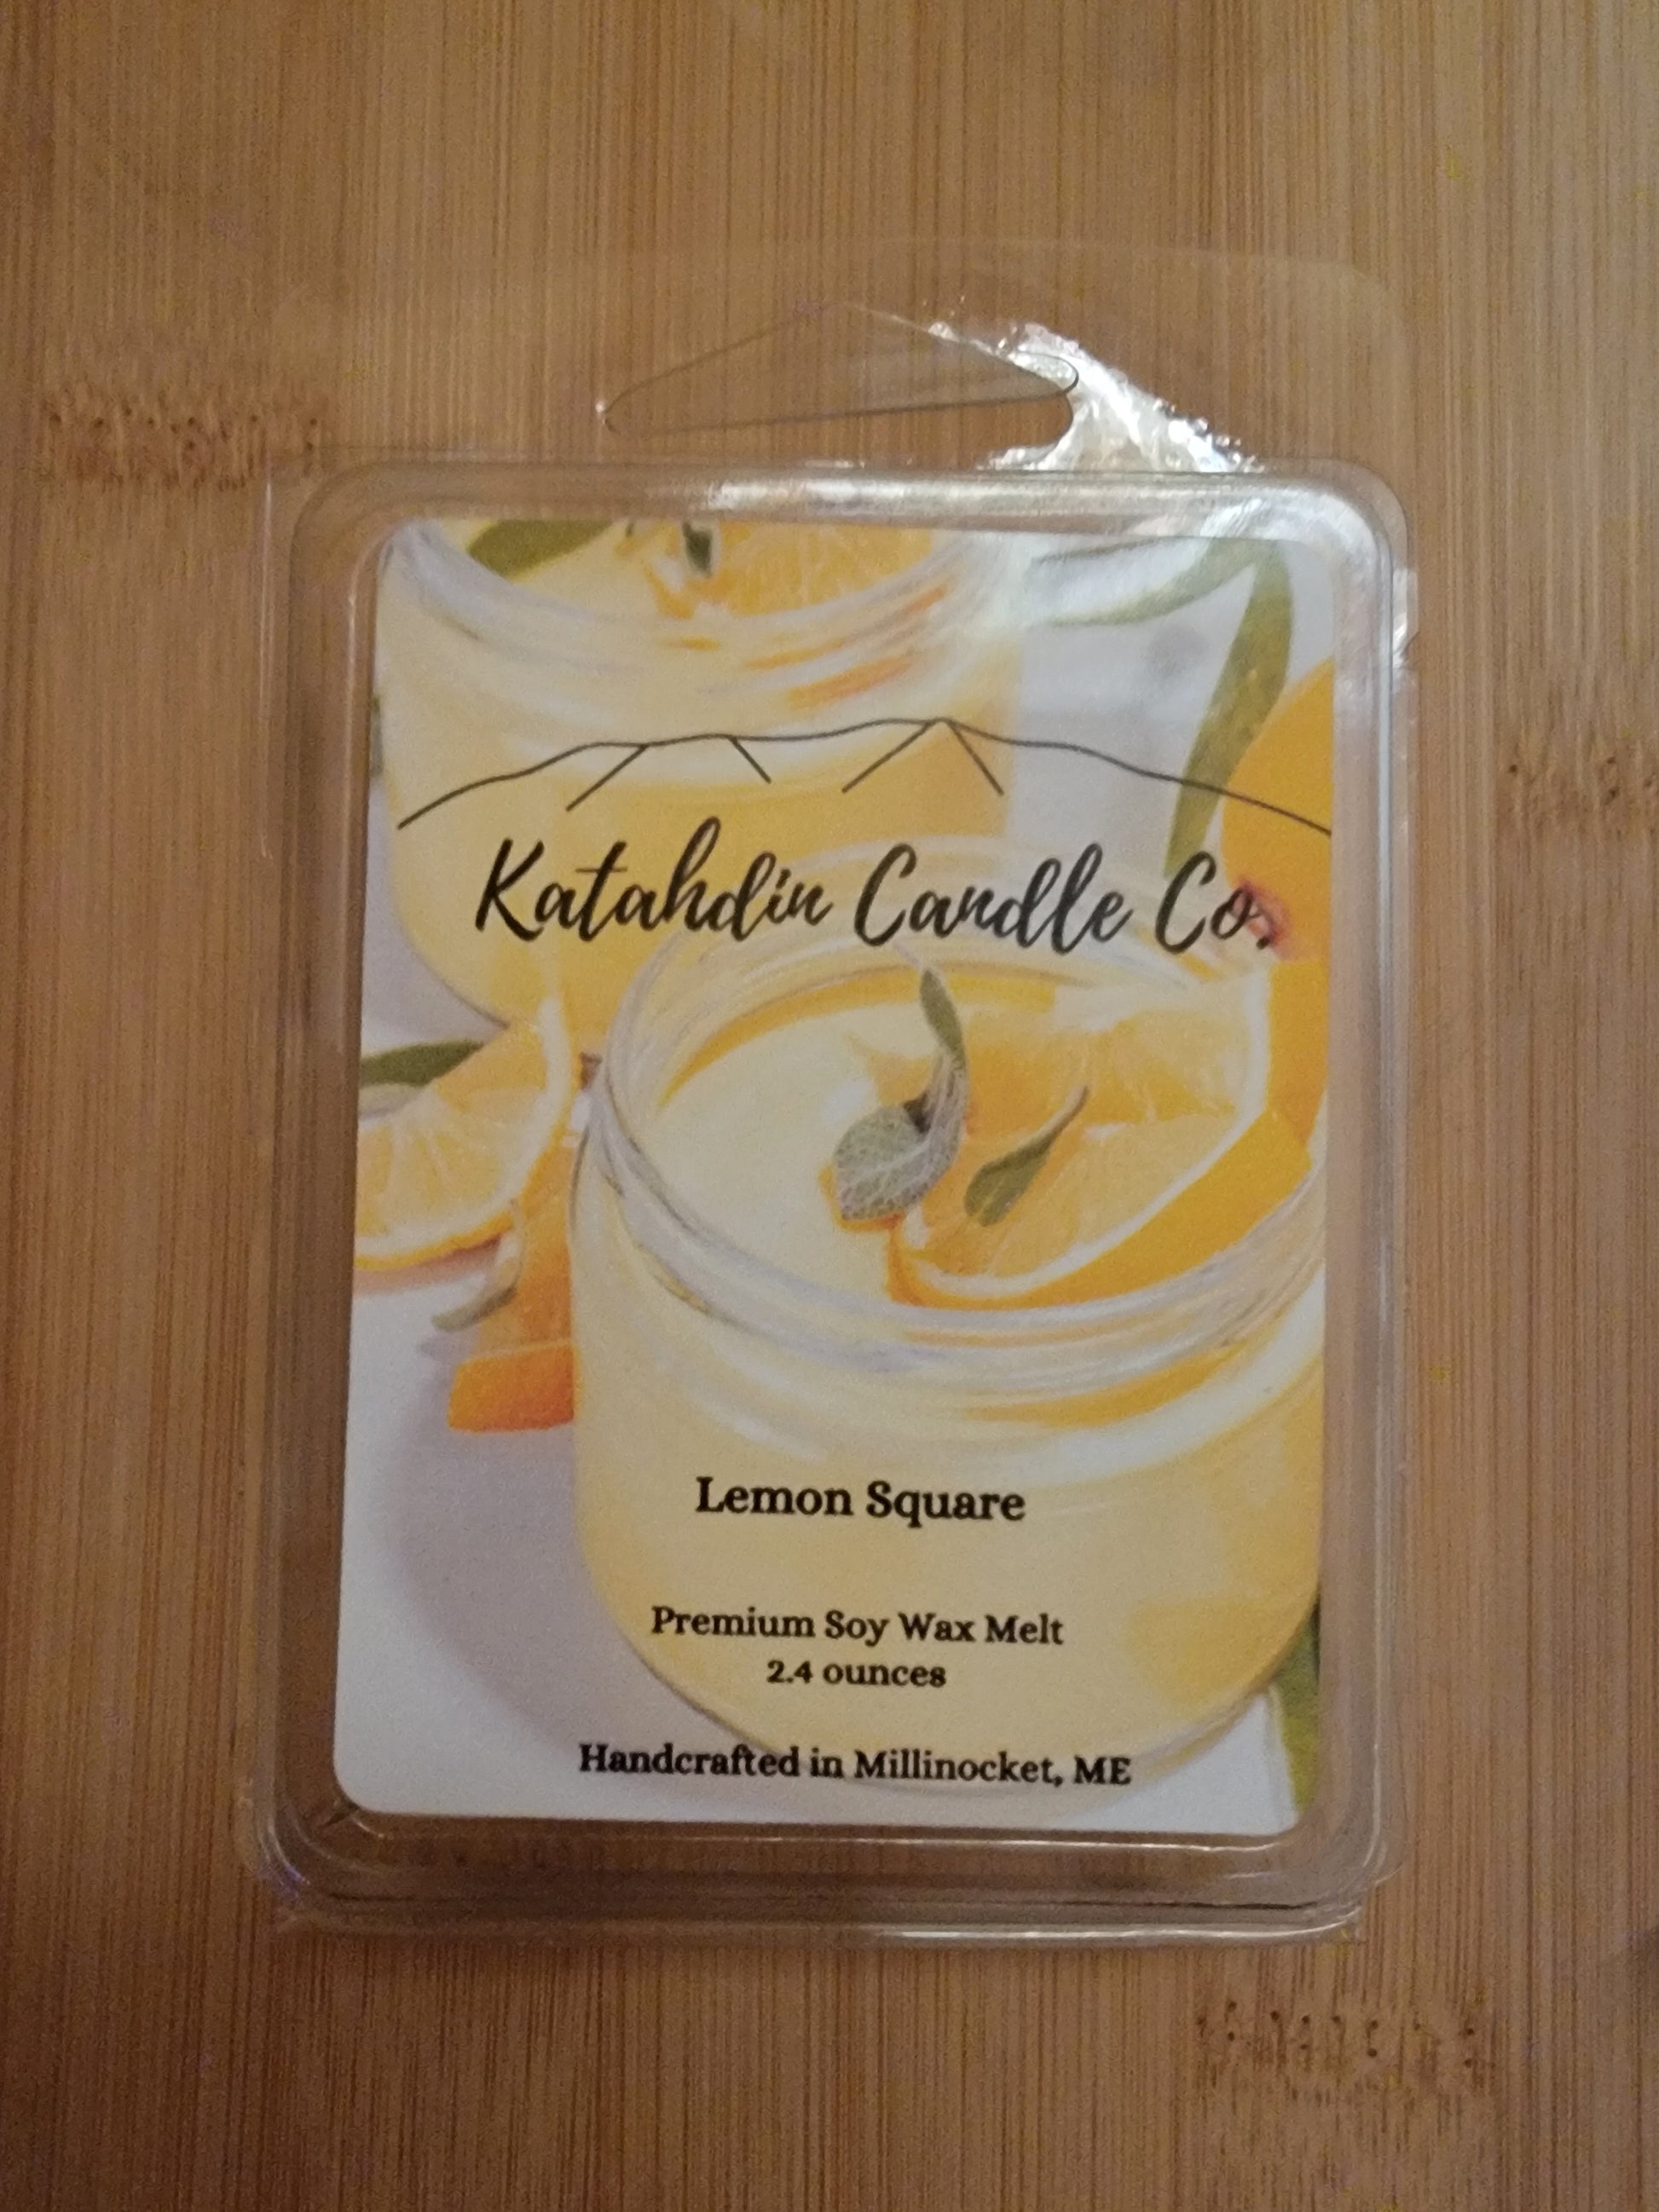 Katahdin Candle Co.
Lemon Square
Premium Soy Wax Melt
2.4 ounces
Handcrafted in Millinocket, ME